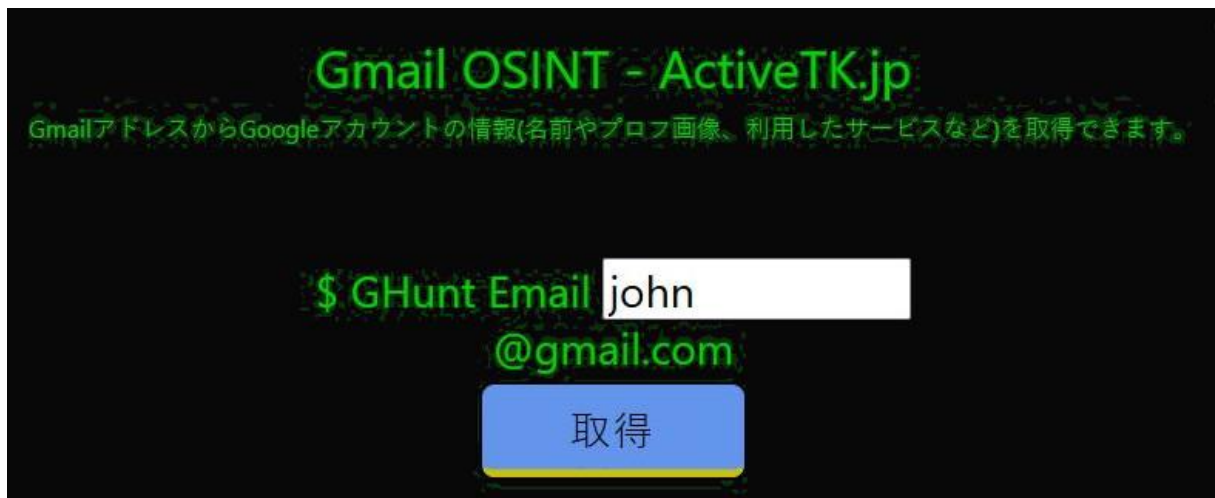 Gmail OSINT - ActiveTK.jp
GmailアドレスからGoogleアカウントの情報(名前やプロフ画像、利用したサービスなど)を取得できます。
$ GHunt Email john
@gmail.com
取得